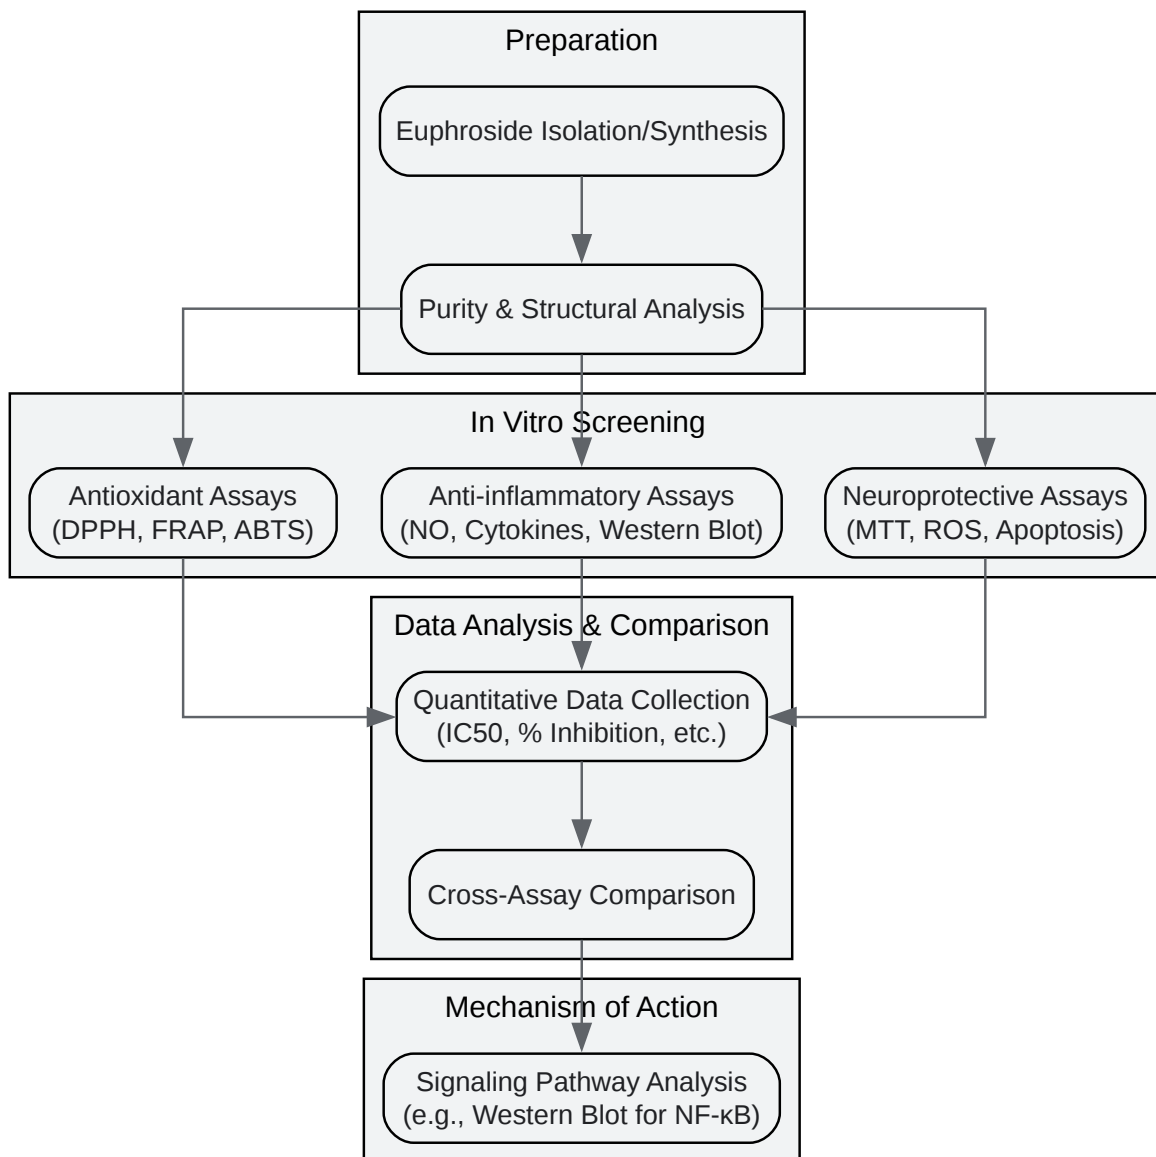 Preparation
Euphroside Isolation/Synthesis
Purity & Structural Analysis
In Vitro Screening
Antioxidant Assays
(DPPH, FRAP, ABTS)
Anti-inflammatory Assays
(NO, Cytokines, Western Blot)
Neuroprotective Assays
(MTT, ROS, Apoptosis)
Data Analysis & Comparison
Quantitative Data Collection
(IC50, % Inhibition, etc.)
Cross-Assay Comparison
Mechanism of Action
Signaling Pathway Analysis
(e.g., Western Blot for NF-κB)